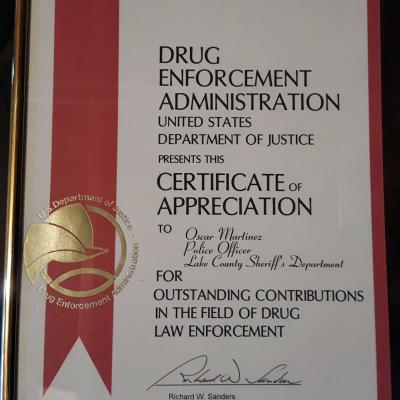 DRUG
ENFORCEMENT
ADMINISTRATION
UNITED STATES
DEPARTMENT OF JUSTICE
PRESENTS THIS
CERTIFICATE OF
APPRECIATION
TO Oscar Martinez
Police Officer
Lake County Sheriff's Department
U.S. Department of Justice
Drug Enforcement Administration
FOR
OUTSTANDING CONTRIBUTIONS
IN THE FIELD OF DRUG
LAW ENFORCEMENT
Richard W. Sanders
Richard W. Sanders